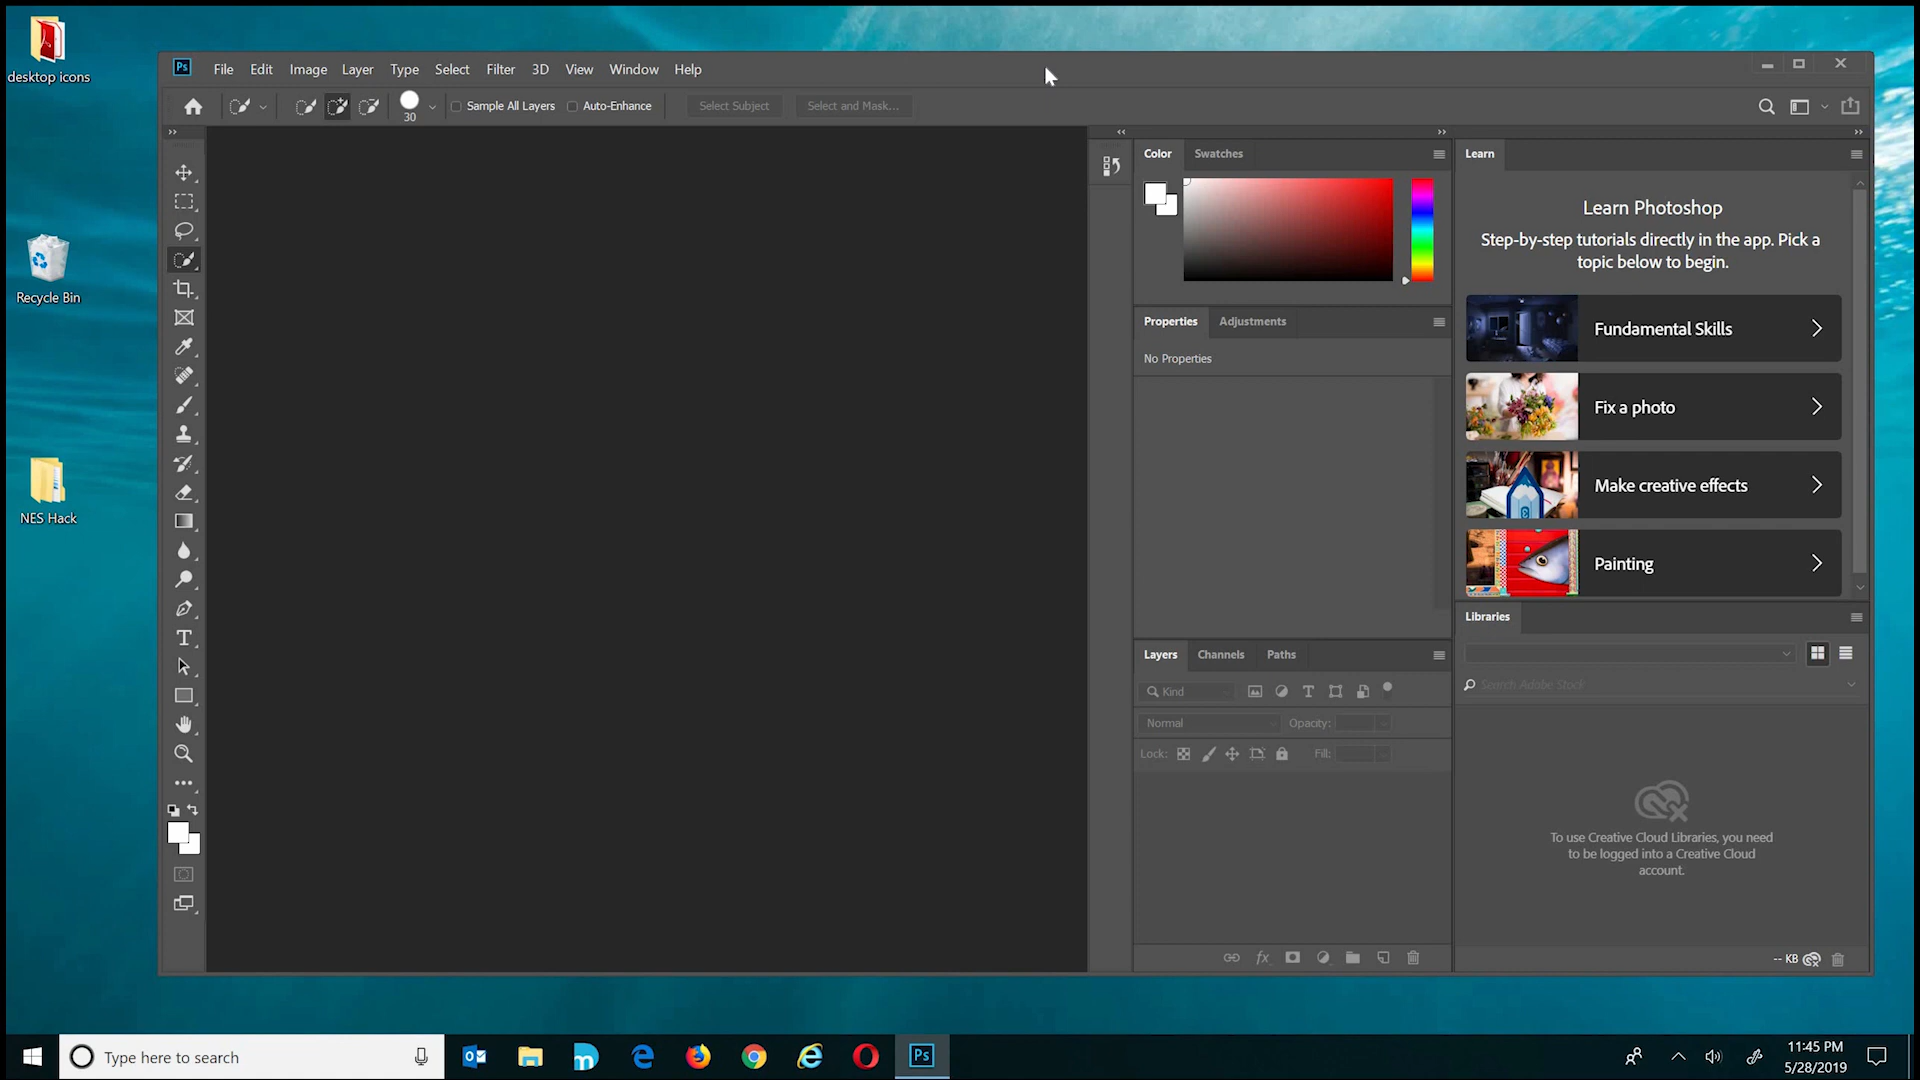 desktop icons
Recycle Bin
NES Hack
Ps
File Edit Image Layer Type Select Filter 3D View Window Help
30
Sample All Layers
Auto-Enhance
Select Subject
Select and Mask...
Color Swatches
Properties Adjustments
No Properties
Layers Channels Paths
Kind
Normal
Opacity:
Lock:
Fill:
fx
Learn
Learn Photoshop
Step-by-step tutorials directly in the app. Pick a
topic below to begin.
Fundamental Skills
Fix a photo
Make creative effects
Painting
Libraries
Search Adobe Stock
To use Creative Cloud Libraries, you need
to be logged into a Creative Cloud
account.
-- KB
Type here to search
Ps
11:45 PM
5/28/2019